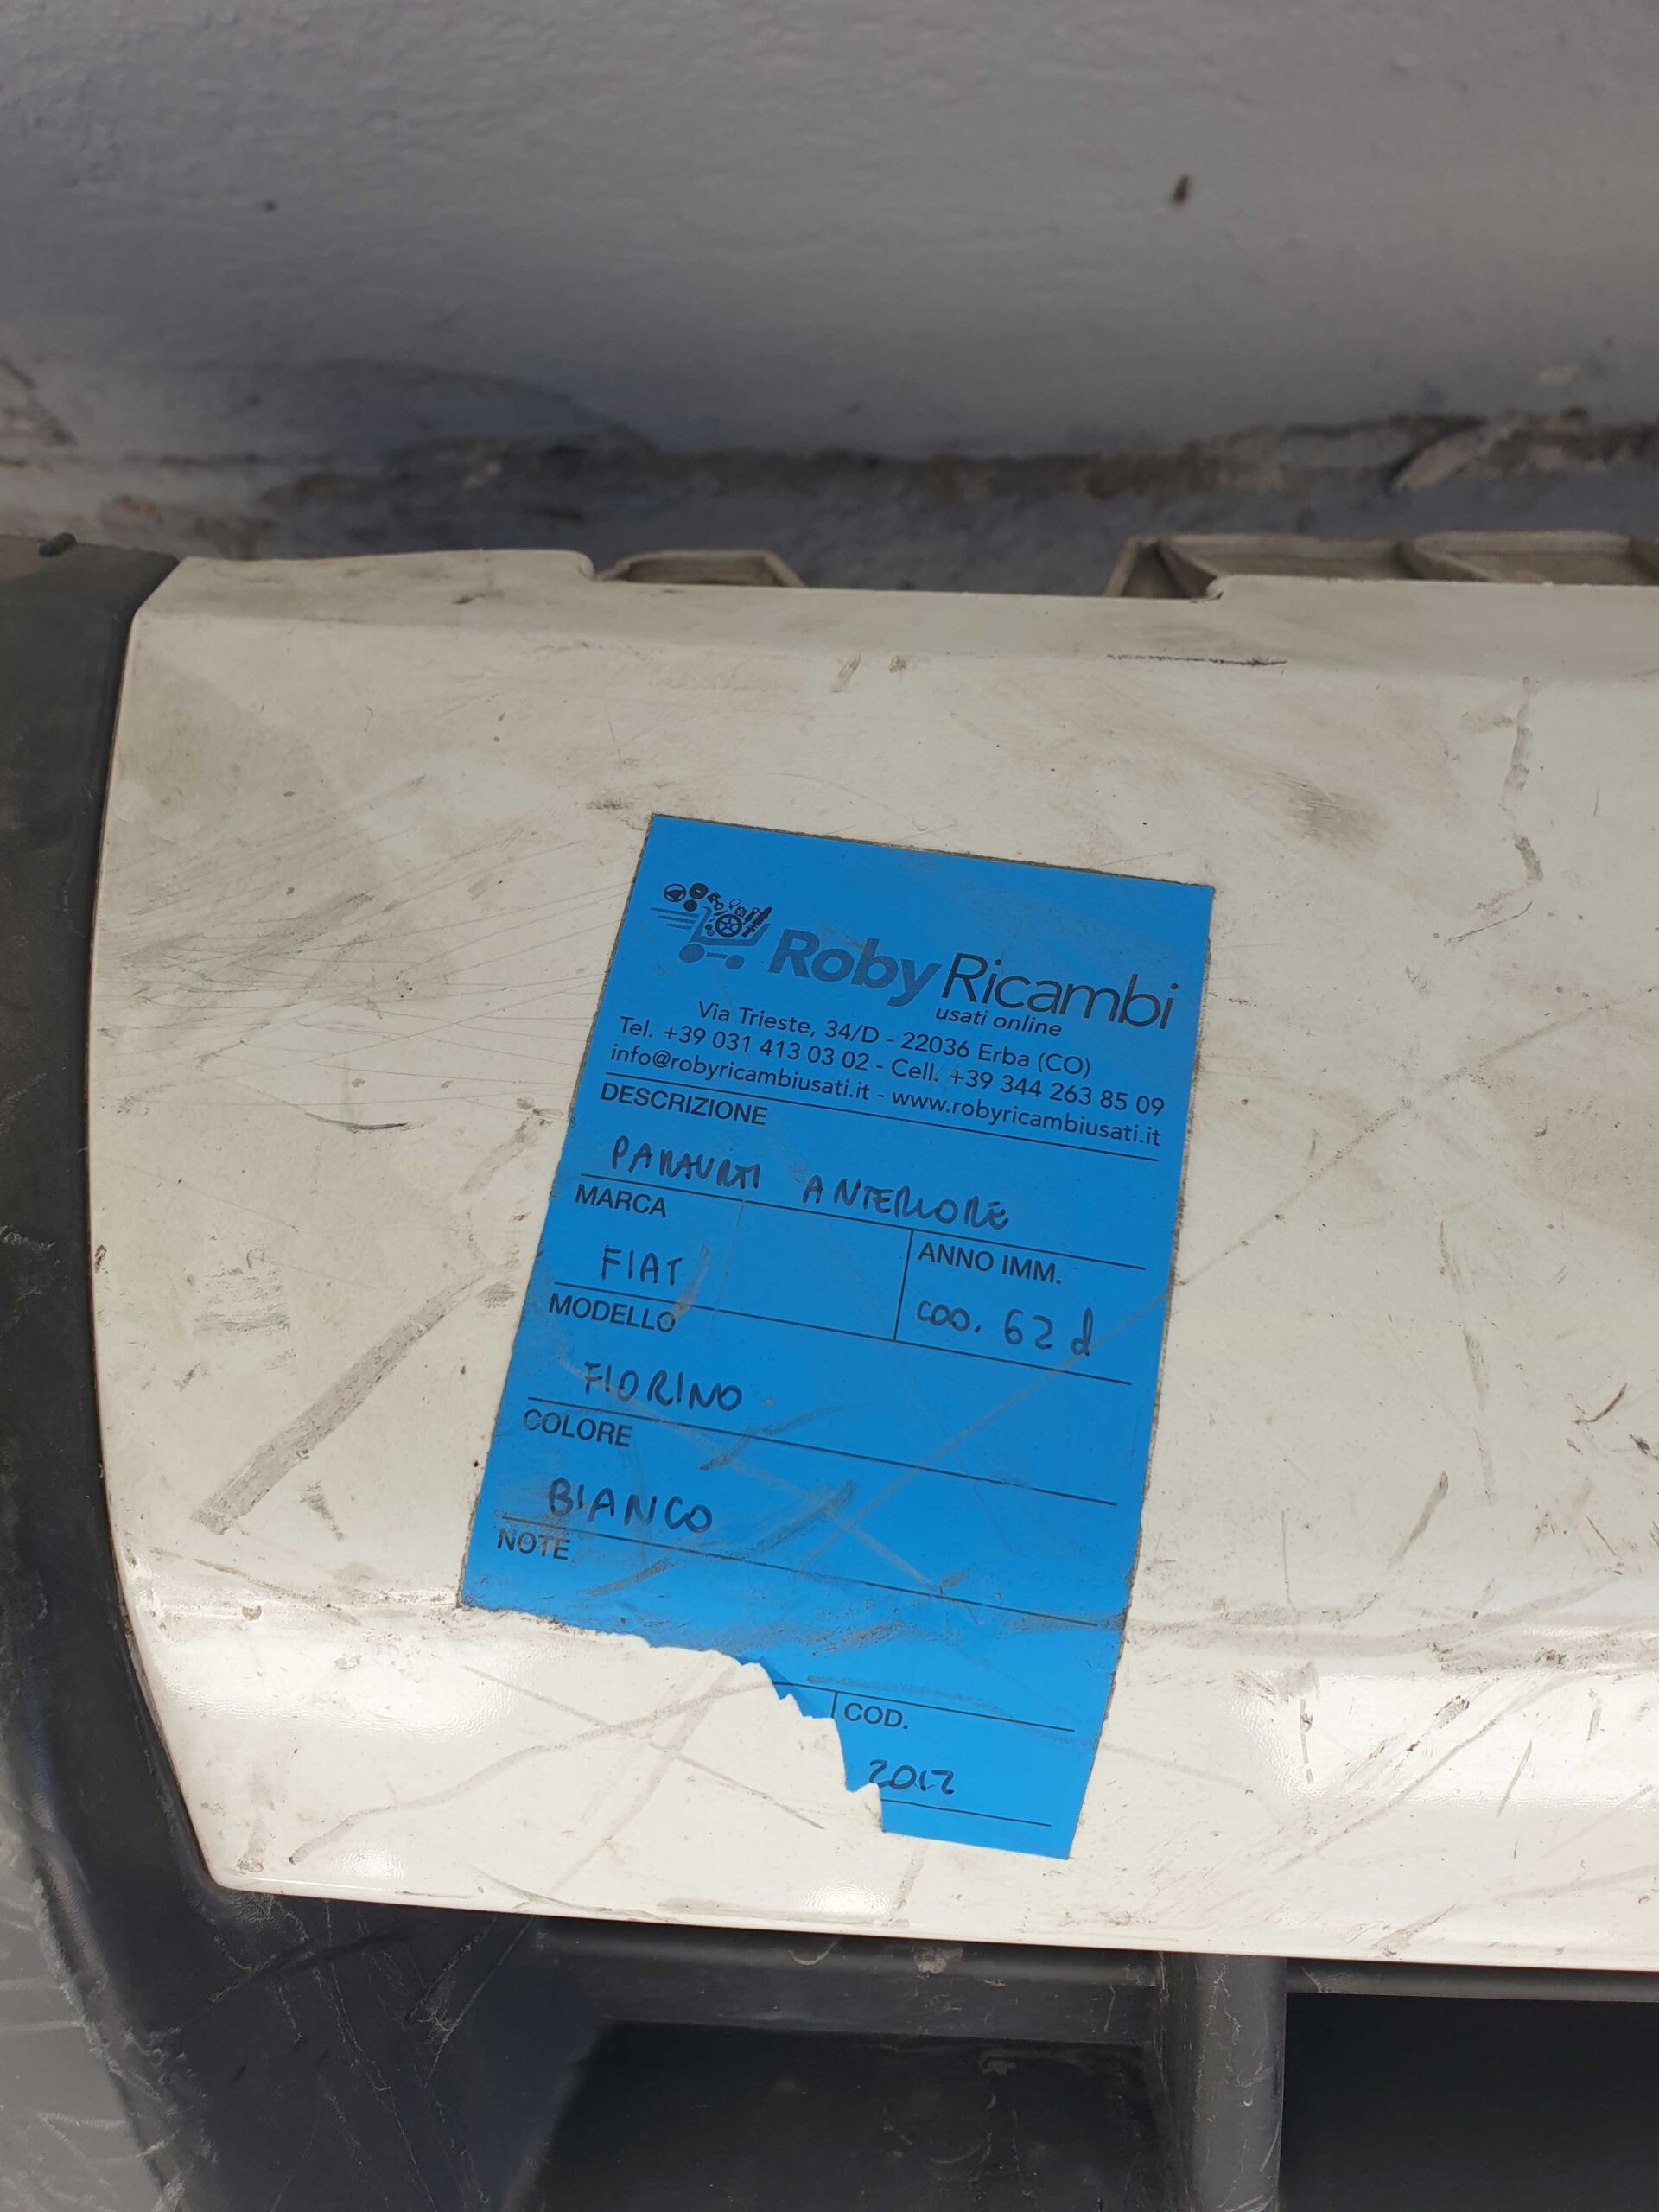 Roby Ricambi
usati online
Via Trieste, 34/D - 22036 Erba (CO)
Tel. +39 031 413 03 02 - Cell. +39 344 263 85 09
info@robyricambiusati.it - www.robyricambiusati.it
DESCRIZIONE
PARAURTI ANTERIORE
MARCA
FIAT
ANNO IMM.
COD. 62 d
MODELLO
FIORINO
COLORE
BIANCO
NOTE
COD.
2012